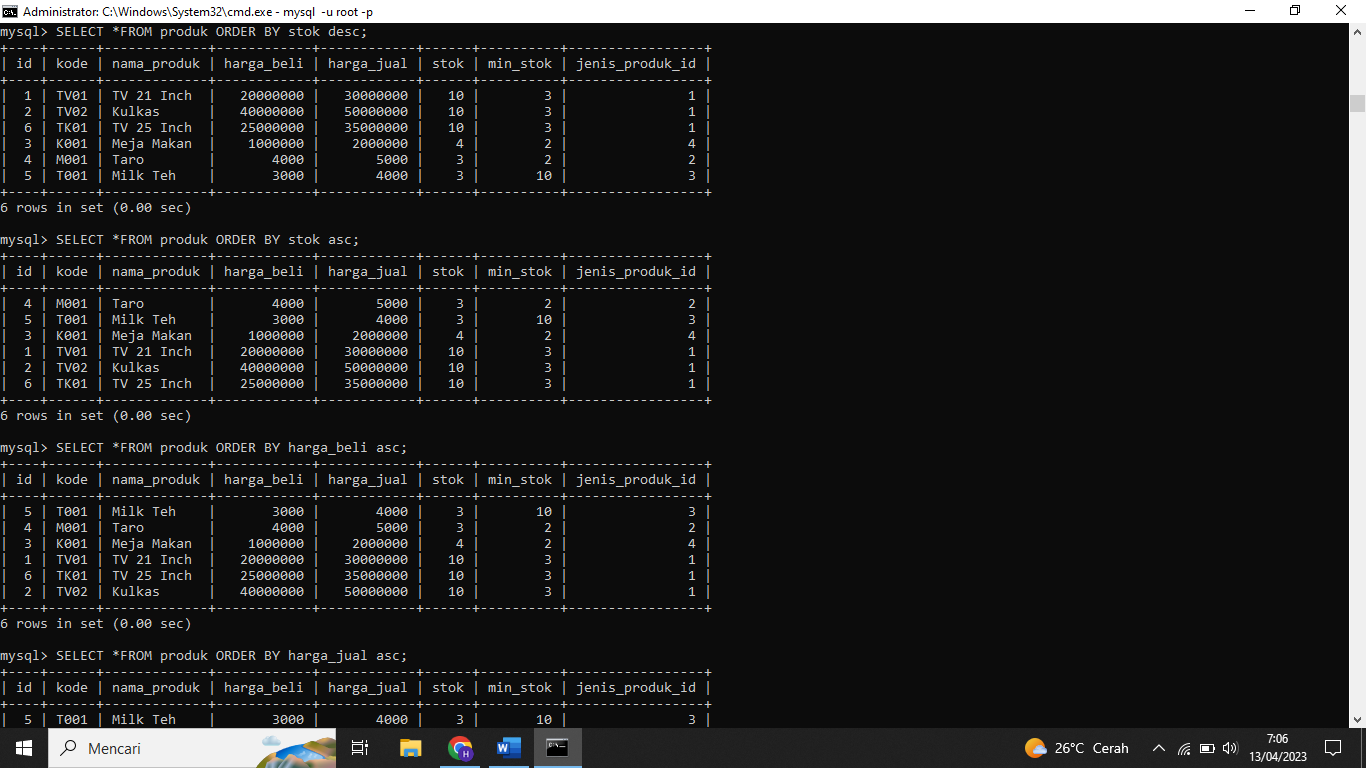 Administrator: C:\Windows\System32\cmd.exe - mysql  -u root -p
mysql> SELECT *FROM produk ORDER BY stok desc;
+----+------+-------------+------------+------------+------+----------+-----------------+
| id | kode | nama_produk | harga_beli | harga_jual | stok | min_stok | jenis_produk_id |
+----+------+-------------+------------+------------+------+----------+-----------------+
|  1 | TV01 | TV 21 Inch  |   20000000 |   30000000 |   10 |        3 |               1 |
|  2 | TV02 | Kulkas      |   40000000 |   50000000 |   10 |        3 |               1 |
|  6 | TK01 | TV 25 Inch  |   25000000 |   35000000 |   10 |        3 |               1 |
|  3 | K001 | Meja Makan  |    1000000 |    2000000 |    4 |        2 |               4 |
|  4 | M001 | Taro        |       4000 |       5000 |    3 |        2 |               2 |
|  5 | T001 | Milk Teh    |       3000 |       4000 |    3 |       10 |               3 |
+----+------+-------------+------------+------------+------+----------+-----------------+
6 rows in set (0.00 sec)
mysql> SELECT *FROM produk ORDER BY stok asc;
+----+------+-------------+------------+------------+------+----------+-----------------+
| id | kode | nama_produk | harga_beli | harga_jual | stok | min_stok | jenis_produk_id |
+----+------+-------------+------------+------------+------+----------+-----------------+
|  4 | M001 | Taro        |       4000 |       5000 |    3 |        2 |               2 |
|  5 | T001 | Milk Teh    |       3000 |       4000 |    3 |       10 |               3 |
|  3 | K001 | Meja Makan  |    1000000 |    2000000 |    4 |        2 |               4 |
|  1 | TV01 | TV 21 Inch  |   20000000 |   30000000 |   10 |        3 |               1 |
|  2 | TV02 | Kulkas      |   40000000 |   50000000 |   10 |        3 |               1 |
|  6 | TK01 | TV 25 Inch  |   25000000 |   35000000 |   10 |        3 |               1 |
+----+------+-------------+------------+------------+------+----------+-----------------+
6 rows in set (0.00 sec)
mysql> SELECT *FROM produk ORDER BY harga_beli asc;
+----+------+-------------+------------+------------+------+----------+-----------------+
| id | kode | nama_produk | harga_beli | harga_jual | stok | min_stok | jenis_produk_id |
+----+------+-------------+------------+------------+------+----------+-----------------+
|  5 | T001 | Milk Teh    |       3000 |       4000 |    3 |       10 |               3 |
|  4 | M001 | Taro        |       4000 |       5000 |    3 |        2 |               2 |
|  3 | K001 | Meja Makan  |    1000000 |    2000000 |    4 |        2 |               4 |
|  1 | TV01 | TV 21 Inch  |   20000000 |   30000000 |   10 |        3 |               1 |
|  6 | TK01 | TV 25 Inch  |   25000000 |   35000000 |   10 |        3 |               1 |
|  2 | TV02 | Kulkas      |   40000000 |   50000000 |   10 |        3 |               1 |
+----+------+-------------+------------+------------+------+----------+-----------------+
6 rows in set (0.00 sec)
mysql> SELECT *FROM produk ORDER BY harga_jual asc;
+----+------+-------------+------------+------------+------+----------+-----------------+
| id | kode | nama_produk | harga_beli | harga_jual | stok | min_stok | jenis_produk_id |
+----+------+-------------+------------+------------+------+----------+-----------------+
|  5 | T001 | Milk Teh    |       3000 |       4000 |    3 |       10 |               3 |
Mencari
26°C Cerah
7:06
13/04/2023